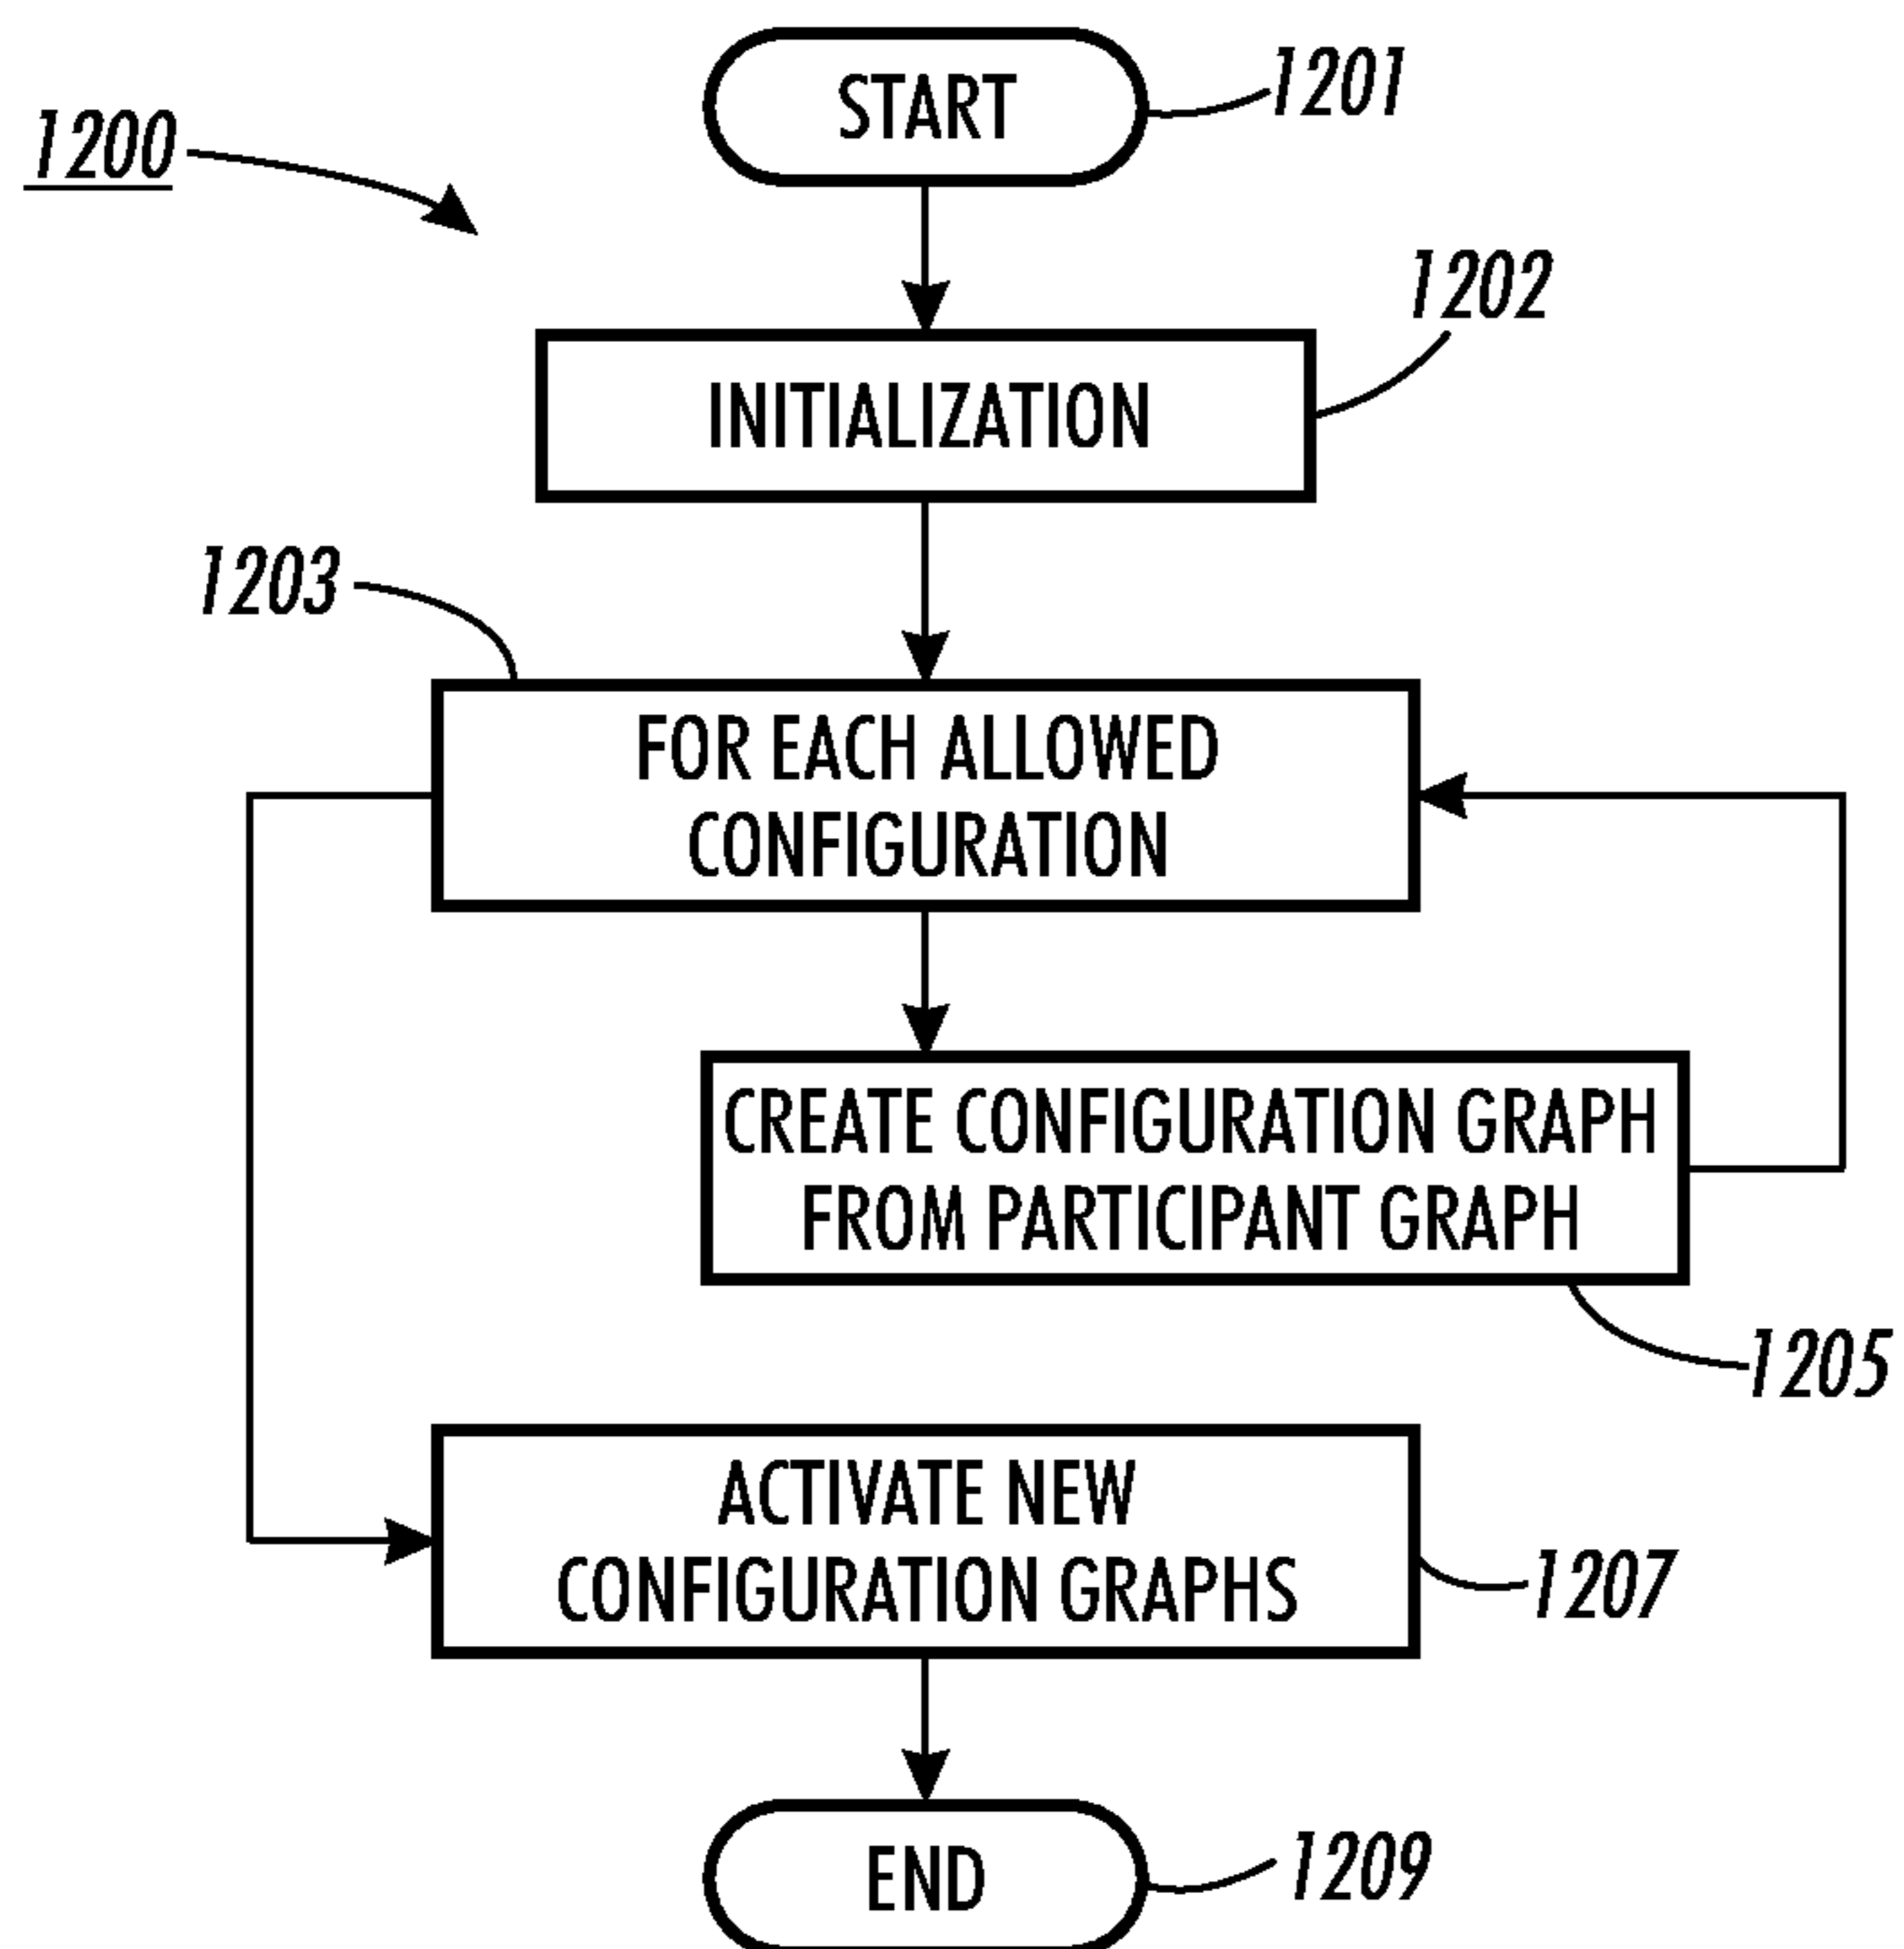 START
1201
1200
1202
INITIALIZATION
1203
FOR EACH ALLOWED
CONFIGURATION
CREATE CONFIGURATION GRAPH
FROM PARTICIPANT GRAPH
1205
ACTIVATE NEW
CONFIGURATION GRAPHS
1207
END
1209